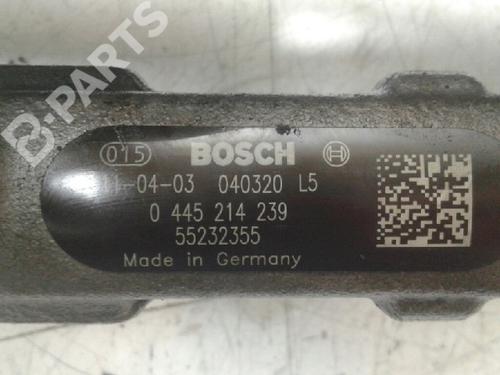 B-PARTS
015 BOSCH
-04-03 040320 L5
0 445 214 239
55232355
Made in Germany